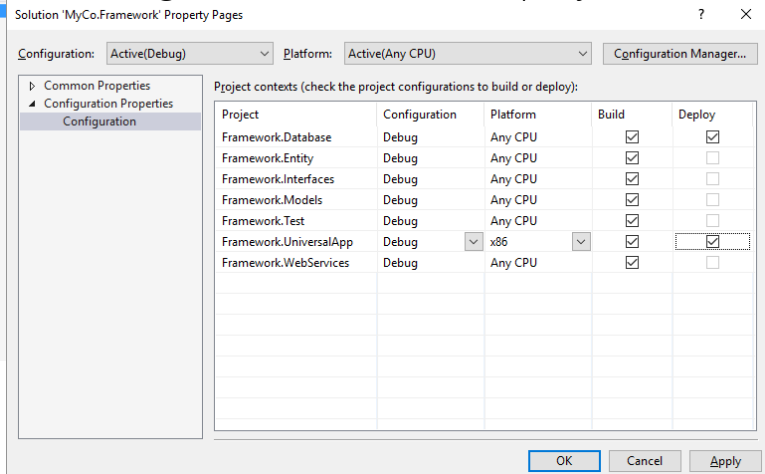 Solution 'MyCo.Framework' Property Pages ? ×
Configuration: Active(Debug) Platform: Active(Any CPU) Configuration Manager...
Common Properties
Configuration Properties
Configuration
Project contexts (check the project configurations to build or deploy):
Project Configuration Platform Build Deploy
Framework.Database Debug Any CPU
Framework.Entity Debug Any CPU
Framework.Interfaces Debug Any CPU
Framework.Models Debug Any CPU
Framework.Test Debug Any CPU
Framework.UniversalApp Debug x86
Framework.WebServices Debug Any CPU
OK Cancel Apply